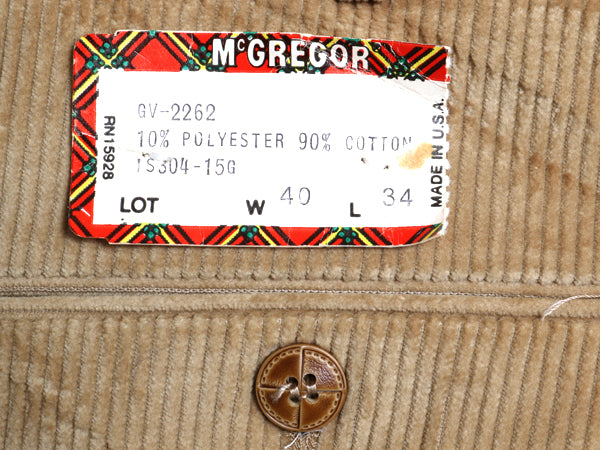 McGREGOR
GV-2262
10% POLYESTER 90% COTTON
TS304-15G
LOT W 40 L 34
RN15928
MADE IN U.S.A.